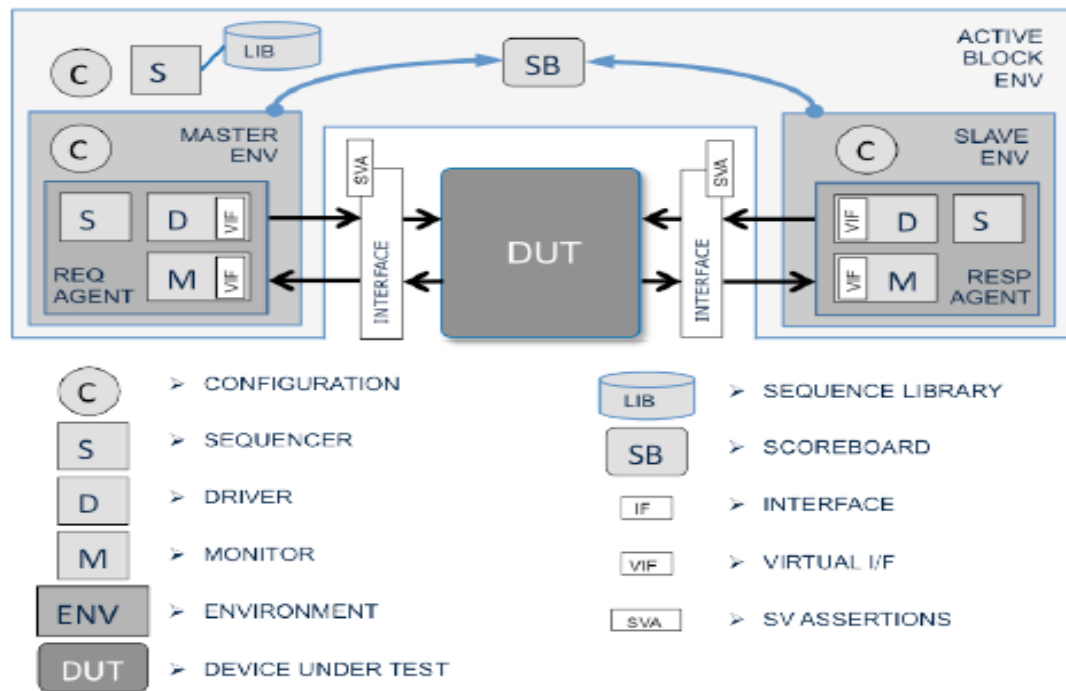 ACTIVE
BLOCK
ENV
LIB
C
S
SB
MASTER
ENV
C
S
D
VIF
M
VIF
REQ
AGENT
SVA
INTERFACE
DUT
SVA
INTERFACE
C
SLAVE
ENV
VIF
D
S
VIF
M
RESP
AGENT
C ➢ CONFIGURATION
S ➢ SEQUENCER
D ➢ DRIVER
M ➢ MONITOR
ENV ➢ ENVIRONMENT
DUT ➢ DEVICE UNDER TEST
LIB ➢ SEQUENCE LIBRARY
SB ➢ SCOREBOARD
IF ➢ INTERFACE
VIF ➢ VIRTUAL I/F
SVA ➢ SV ASSERTIONS